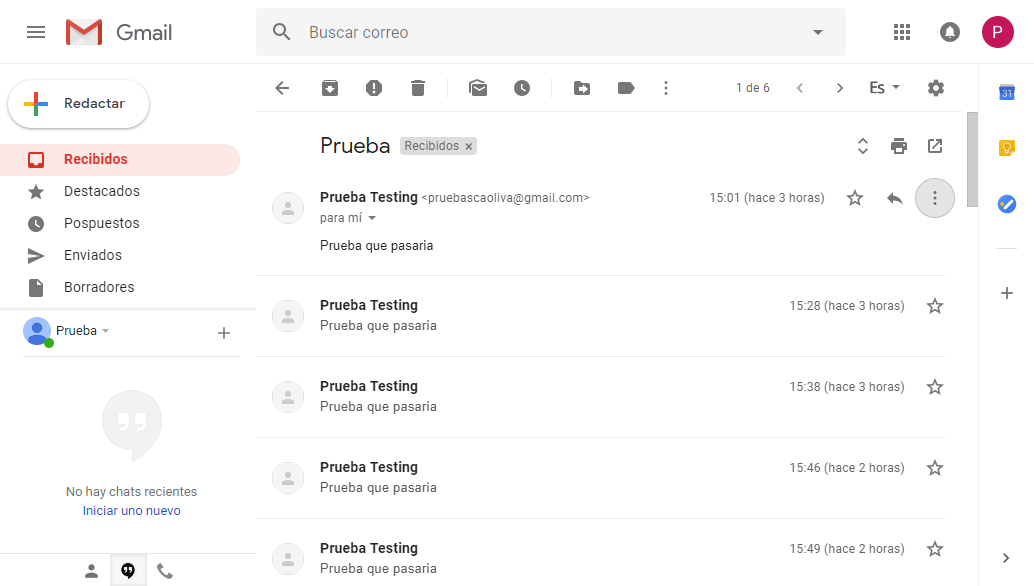 Gmail
Buscar correo
P
Redactar
1 de 6
Es
31
Recibidos
Destacados
Pospuestos
Enviados
Borradores
Prueba
No hay chats recientes
Iniciar uno nuevo
Prueba Recibidos ×
Prueba Testing <pruebascaoliva@gmail.com> 15:01 (hace 3 horas)
para mí
Prueba que pasaria
Prueba Testing 15:28 (hace 3 horas)
Prueba que pasaria
Prueba Testing 15:38 (hace 3 horas)
Prueba que pasaria
Prueba Testing 15:46 (hace 2 horas)
Prueba que pasaria
Prueba Testing 15:49 (hace 2 horas)
Prueba que pasaria